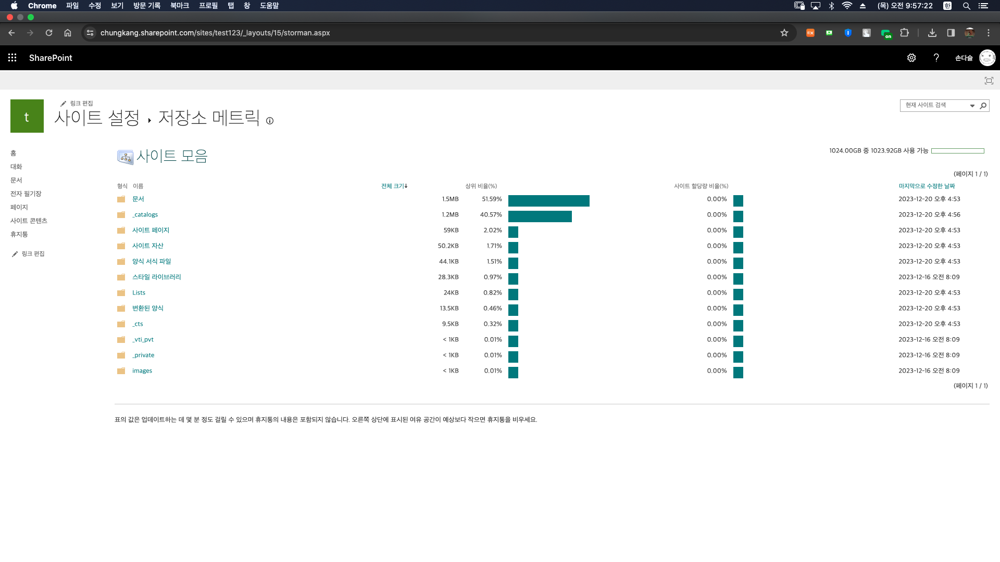 Chrome 파일 수정 보기 방문 기록 북마크 프로필 탭 창 도움말 (목) 오전 9:57:22 한
chungkang.sharepoint.com/sites/test123/_layouts/15/storman.aspx
on
SharePoint ? 손다슬
링크 편집
t 사이트 설정 저장소 메트릭
현재 사이트 검색
홈
대화
문서
전자 필기장
페이지
사이트 콘텐츠
휴지통
링크 편집
사이트 모음
1024.00GB 중 1023.92GB 사용 가능
(페이지 1 / 1)
형식 이름 전체 크기↓ 상위 비율(%) 사이트 할당량 비율(%) 마지막으로 수정한 날짜
문서 1.5MB 51.59% 0.00% 2023-12-20 오후 4:53
_catalogs 1.2MB 40.57% 0.00% 2023-12-20 오후 4:56
사이트 페이지 59KB 2.02% 0.00% 2023-12-20 오후 4:53
사이트 자산 50.2KB 1.71% 0.00% 2023-12-20 오후 4:53
양식 서식 파일 44.1KB 1.51% 0.00% 2023-12-20 오후 4:53
스타일 라이브러리 28.3KB 0.97% 0.00% 2023-12-16 오전 8:09
Lists 24KB 0.82% 0.00% 2023-12-20 오후 4:53
변환된 양식 13.5KB 0.46% 0.00% 2023-12-20 오후 4:53
_cts 9.5KB 0.32% 0.00% 2023-12-20 오후 4:53
_vti_pvt < 1KB 0.01% 0.00% 2023-12-16 오전 8:09
_private < 1KB 0.01% 0.00% 2023-12-16 오전 8:09
images < 1KB 0.01% 0.00% 2023-12-16 오전 8:09
(페이지 1 / 1)
표의 값은 업데이트하는 데 몇 분 정도 걸릴 수 있으며 휴지통의 내용은 포함되지 않습니다. 오른쪽 상단에 표시된 여유 공간이 예상보다 작으면 휴지통을 비우세요.